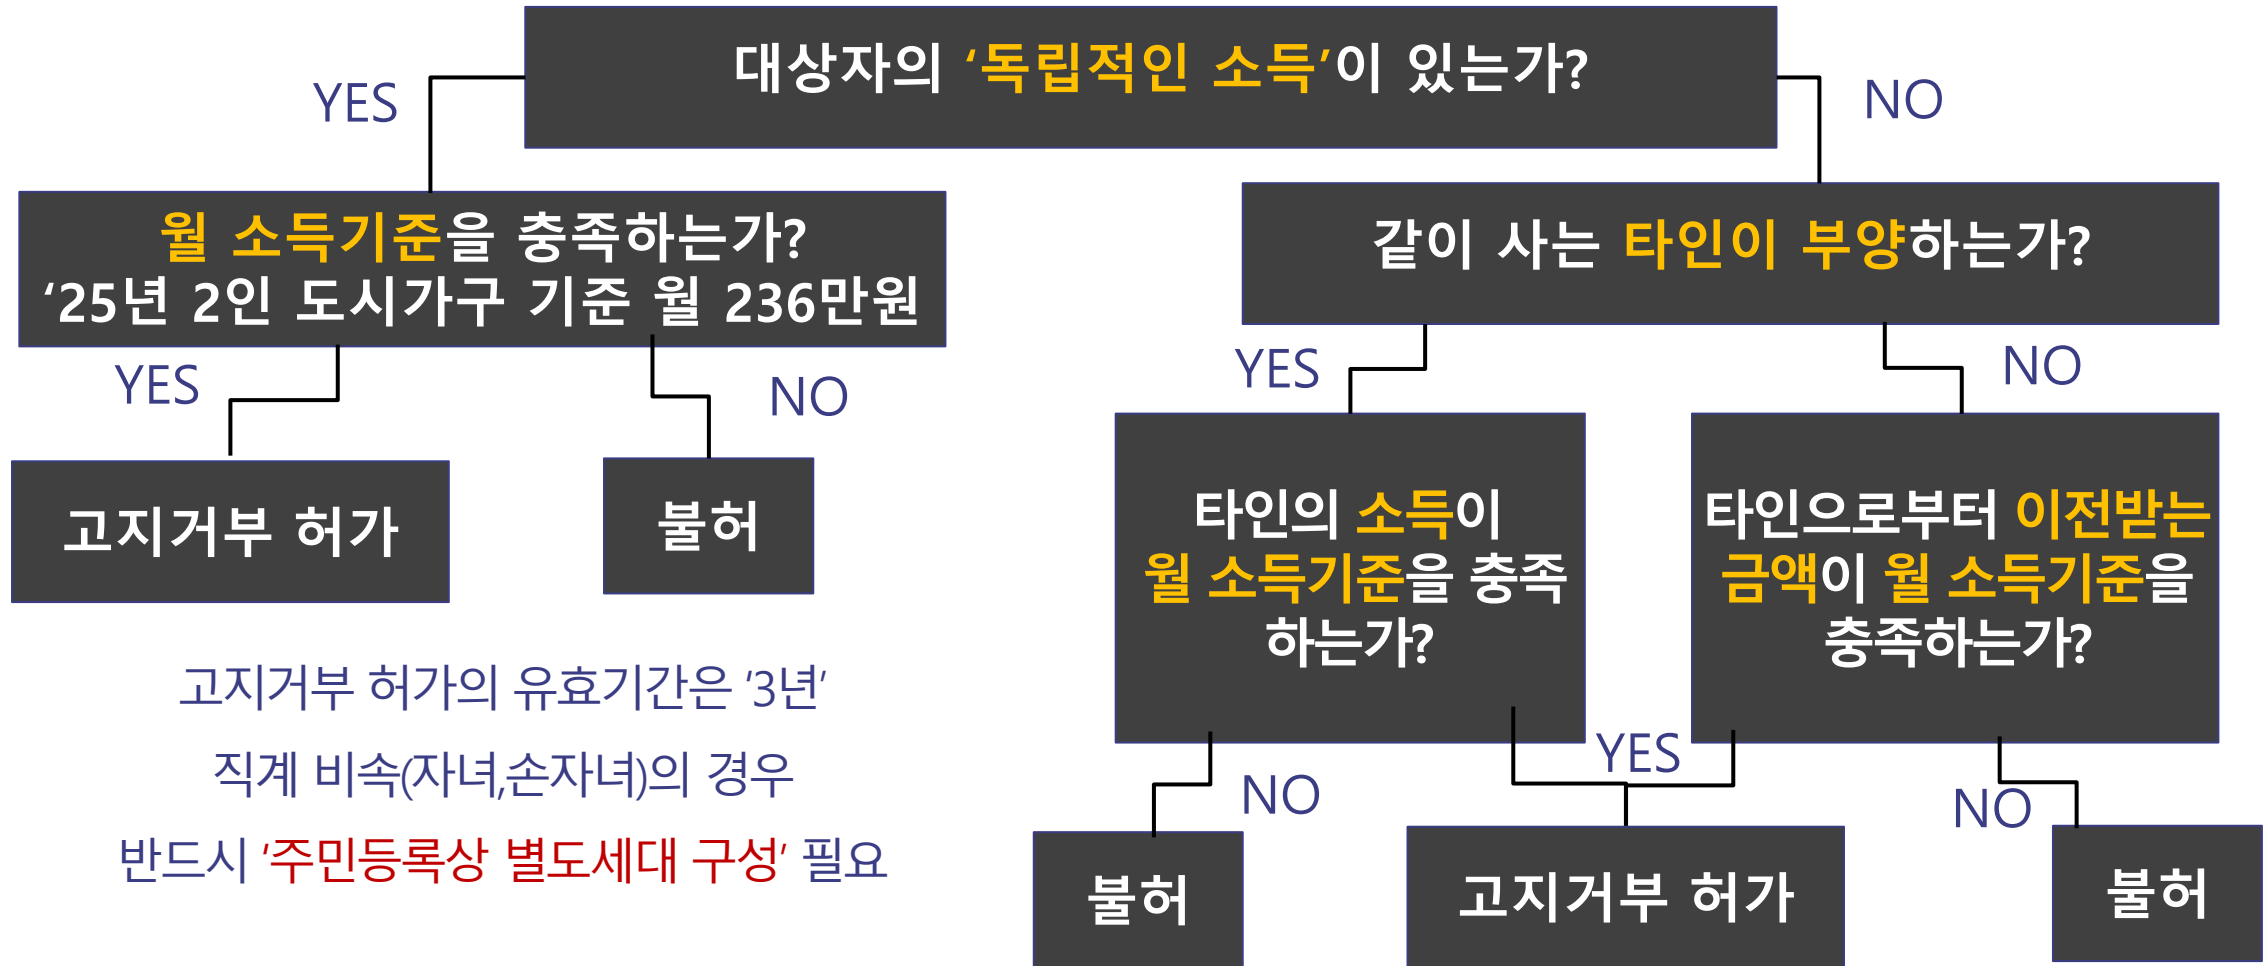 대상자의 ‘독립적인 소득’이 있는가?
YES
NO
월 소득기준을 충족하는가?
‘25년 2인 도시가구 기준 월 236만원
같이 사는 타인이 부양하는가?
YES
NO
YES
NO
고지거부 허가
불허
타인의 소득이
월 소득기준을 충족
하는가?
타인으로부터 이전받는
금액이 월 소득기준을
충족하는가?
고지거부 허가의 유효기간은 ‘3년’
직계 비속(자녀,손자녀)의 경우
반드시 ‘주민등록상 별도세대 구성’ 필요
NO
YES
NO
불허
고지거부 허가
불허